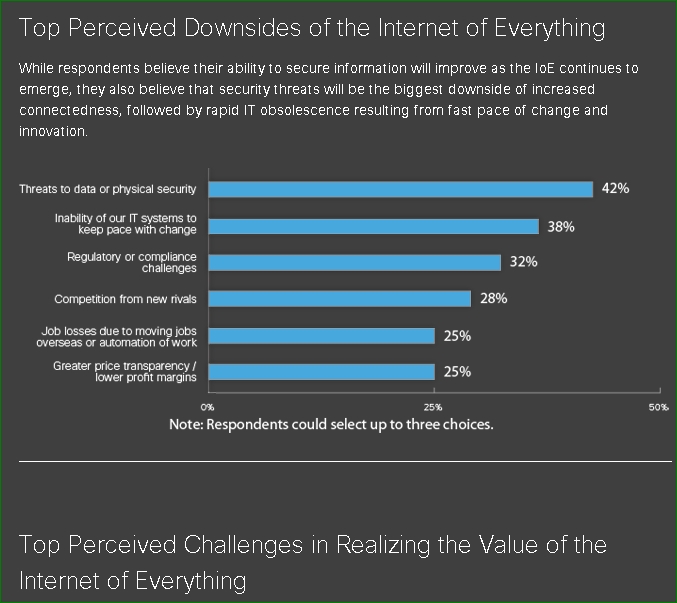 Top Perceived Downsides of the Internet of Everything
While respondents believe their ability to secure information will improve as the IoE continues to
emerge, they also believe that security threats will be the biggest downside of increased
connectedness, followed by rapid IT obsolescence resulting from fast pace of change and
innovation.
Threats to data or physical security 42%
Inability of our IT systems to
keep pace with change 38%
Regulatory or compliance
challenges 32%
Competition from new rivals 28%
Job losses due to moving jobs
overseas or automation of work 25%
Greater price transparency /
lower profit margins 25%
0% 25% 50%
Note: Respondents could select up to three choices.
Top Perceived Challenges in Realizing the Value of the
Internet of Everything